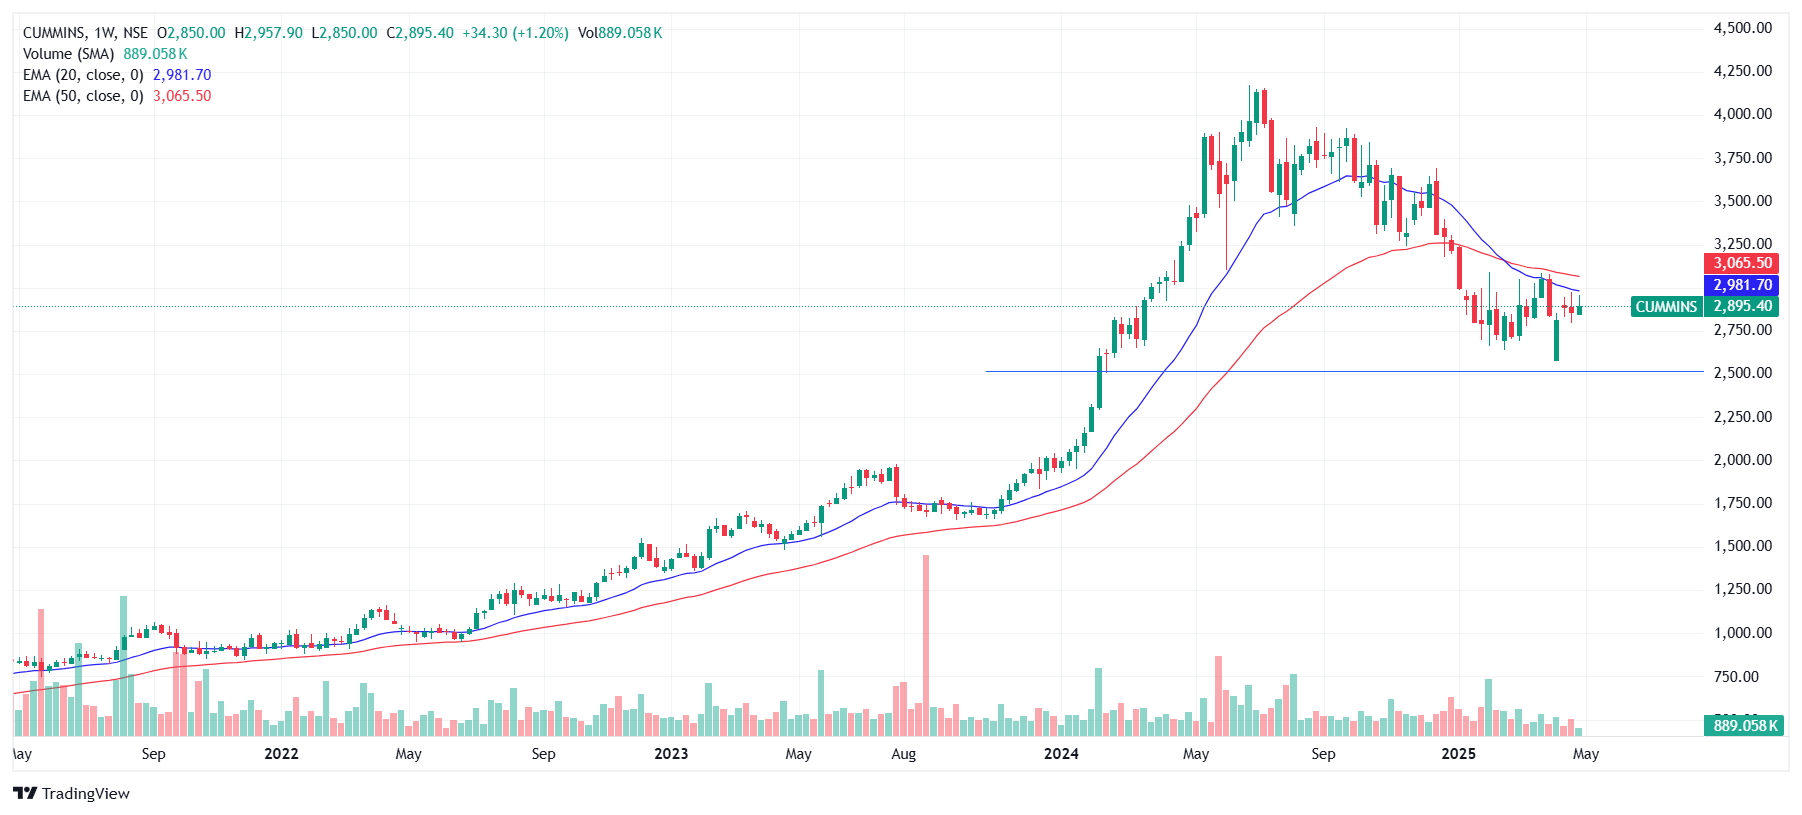 CUMMINS, 1W, NSE O2,850.00 H2,957.90 L2,850.00 C2,895.40 +34.30 (+1.20%) Vol889.058K
Volume (SMA) 889.058K
EMA (20, close, 0) 2,981.70
EMA (50, close, 0) 3,065.50
4,500.00
4,250.00
4,000.00
3,750.00
3,500.00
3,250.00
3,065.50
2,981.70
CUMMINS 2,895.40
2,750.00
2,500.00
2,250.00
2,000.00
1,750.00
1,500.00
1,250.00
1,000.00
750.00
889.058K
Sep 2022 May Sep 2023 May Aug 2024 May Sep 2025 May
TradingView